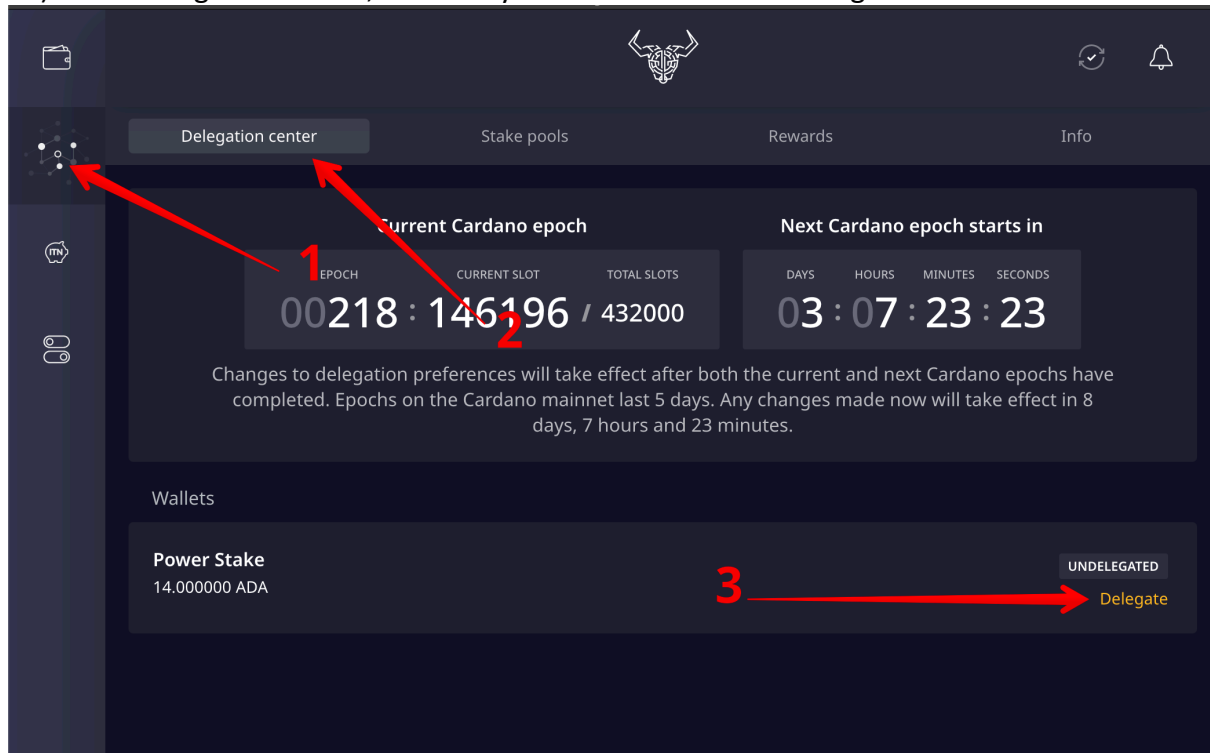 Delegation center Stake pools Rewards Info
Current Cardano epoch Next Cardano epoch starts in
1
ITN
EPOCH CURRENT SLOT TOTAL SLOTS DAYS HOURS MINUTES SECONDS
00218 : 146196 / 432000 03 : 07 : 23 : 23
2
Changes to delegation preferences will take effect after both the current and next Cardano epochs have
completed. Epochs on the Cardano mainnet last 5 days. Any changes made now will take effect in 8
days, 7 hours and 23 minutes.
Wallets
Power Stake
UNDELEGATED
14.000000 ADA
3
Delegate